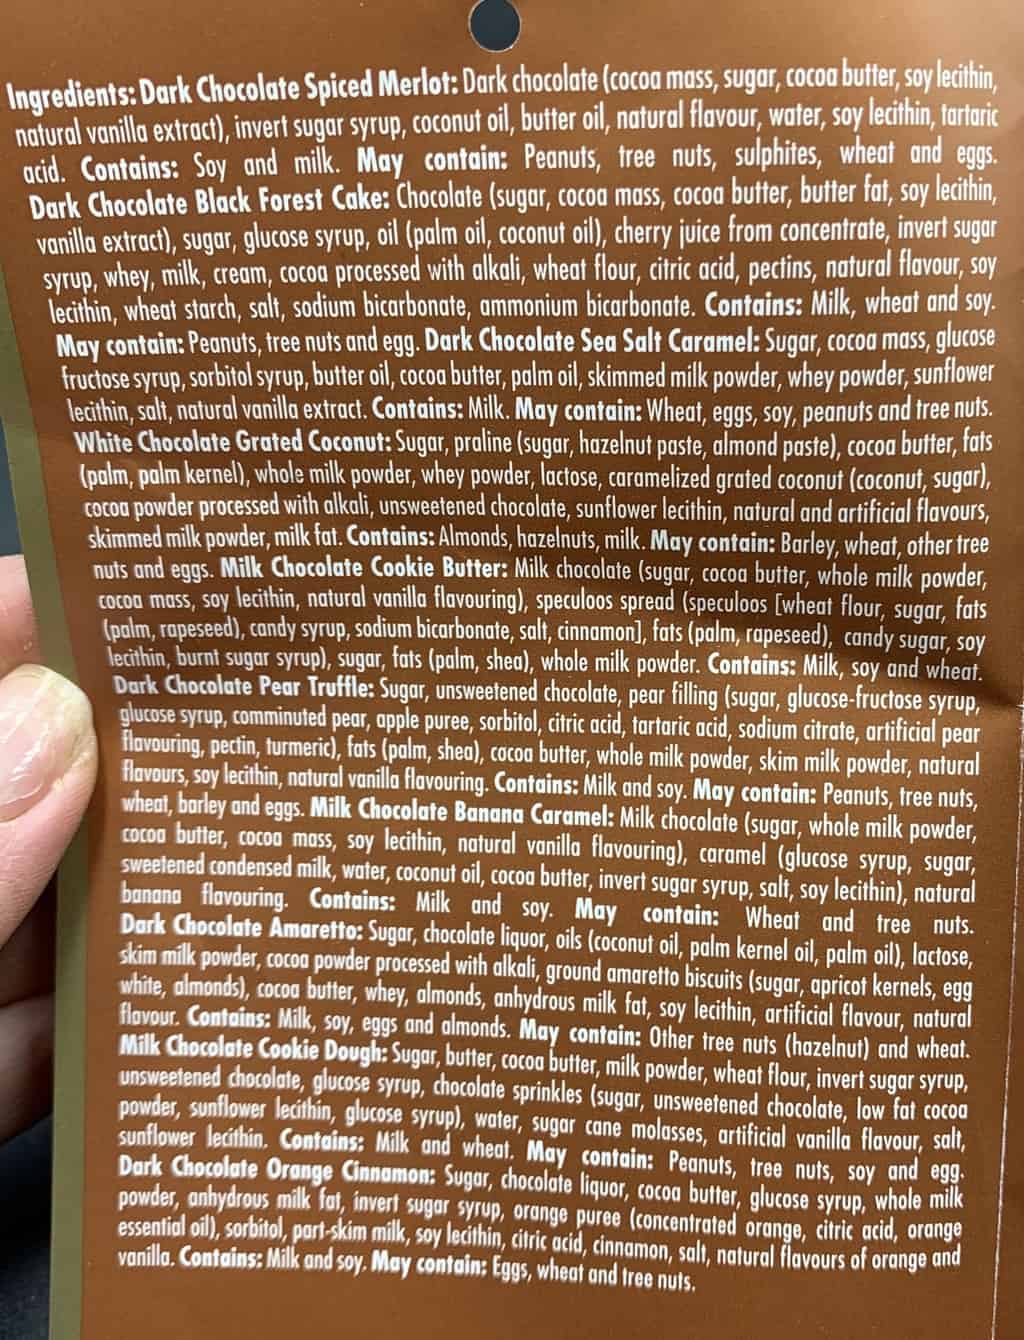 Ingredients: Dark Chocolate Spiced Merlot: Dark chocolate (cocoa mass, sugar, cocoa butter, soy lecithin,
natural vanilla extract), invert sugar syrup, coconut oil, butter oil, natural flavour, water, soy lecithin, tartaric
acid. Contains: Soy and milk. May contain: Peanuts, tree nuts, sulphites, wheat and eggs.
Dark Chocolate Black Forest Cake: Chocolate (sugar, cocoa mass, cocoa butter, butter fat, soy lecithin,
vanilla extract), sugar, glucose syrup, oil (palm oil, coconut oil), cherry juice from concentrate, invert sugar
syrup, whey, milk, cream, cocoa processed with alkali, wheat flour, citric acid, pectins, natural flavour, soy
lecithin, wheat starch, salt, sodium bicarbonate, ammonium bicarbonate. Contains: Milk, wheat and soy.
May contain: Peanuts, tree nuts and egg. Dark Chocolate Sea Salt Caramel: Sugar, cocoa mass, glucose
fructose syrup, sorbitol syrup, butter oil, cocoa butter, palm oil, skimmed milk powder, whey powder, sunflower
lecithin, salt, natural vanilla extract. Contains: Milk. May contain: Wheat, eggs, soy, peanuts and tree nuts.
White Chocolate Grated Coconut: Sugar, praline (sugar, hazelnut paste, almond paste), cocoa butter, fats
(palm, palm kernel), whole milk powder, whey powder, lactose, caramelized grated coconut (coconut, sugar),
cocoa powder processed with alkali, unsweetened chocolate, sunflower lecithin, natural and artificial flavours,
skimmed milk powder, milk fat. Contains: Almonds, hazelnuts, milk. May contain: Barley, wheat, other tree
nuts and eggs. Milk Chocolate Cookie Butter: Milk chocolate (sugar, cocoa butter, whole milk powder,
cocoa mass, soy lecithin, natural vanilla flavouring), speculoos spread (speculoos [wheat flour, sugar, fats
(palm, rapeseed), candy syrup, sodium bicarbonate, salt, cinnamon], fats (palm, rapeseed), candy sugar, soy
lecithin, burnt sugar syrup), sugar, fats (palm, shea), whole milk powder. Contains: Milk, soy and wheat.
Dark Chocolate Pear Truffle: Sugar, unsweetened chocolate, pear filling (sugar, glucose-fructose syrup,
glucose syrup, comminuted pear, apple puree, sorbitol, citric acid, tartaric acid, sodium citrate, artificial pear
flavouring, pectin, turmeric), fats (palm, shea), cocoa butter, whole milk powder, skim milk powder, natural
flavours, soy lecithin, natural vanilla flavouring. Contains: Milk and soy. May contain: Peanuts, tree nuts,
wheat, barley and eggs. Milk Chocolate Banana Caramel: Milk chocolate (sugar, whole milk powder,
cocoa butter, cocoa mass, soy lecithin, natural vanilla flavouring), caramel (glucose syrup, sugar,
sweetened condensed milk, water, coconut oil, cocoa butter, invert sugar syrup, salt, soy lecithin), natural
banana flavouring. Contains: Milk and soy. May contain: Wheat and tree nuts.
Dark Chocolate Amaretto: Sugar, chocolate liquor, oils (coconut oil, palm kernel oil, palm oil), lactose,
skim milk powder, cocoa powder processed with alkali, ground amaretto biscuits (sugar, apricot kernels, egg
white, almonds), cocoa butter, whey, almonds, anhydrous milk fat, soy lecithin, artificial flavour, natural
flavour. Contains: Milk, soy, eggs and almonds. May contain: Other tree nuts (hazelnut) and wheat.
Milk Chocolate Cookie Dough: Sugar, butter, cocoa butter, milk powder, wheat flour, invert sugar syrup,
unsweetened chocolate, glucose syrup, chocolate sprinkles (sugar, unsweetened chocolate, low fat cocoa
powder, sunflower lecithin, glucose syrup), water, sugar cane molasses, artificial vanilla flavour, salt,
sunflower lecithin. Contains: Milk and wheat. May contain: Peanuts, tree nuts, soy and egg.
Dark Chocolate Orange Cinnamon: Sugar, chocolate liquor, cocoa butter, glucose syrup, whole milk
powder, anhydrous milk fat, invert sugar syrup, orange puree (concentrated orange, citric acid, orange
essential oil), sorbitol, part-skim milk, soy lecithin, citric acid, cinnamon, salt, natural flavours of orange and
vanilla. Contains: Milk and soy. May contain: Eggs, wheat and tree nuts.